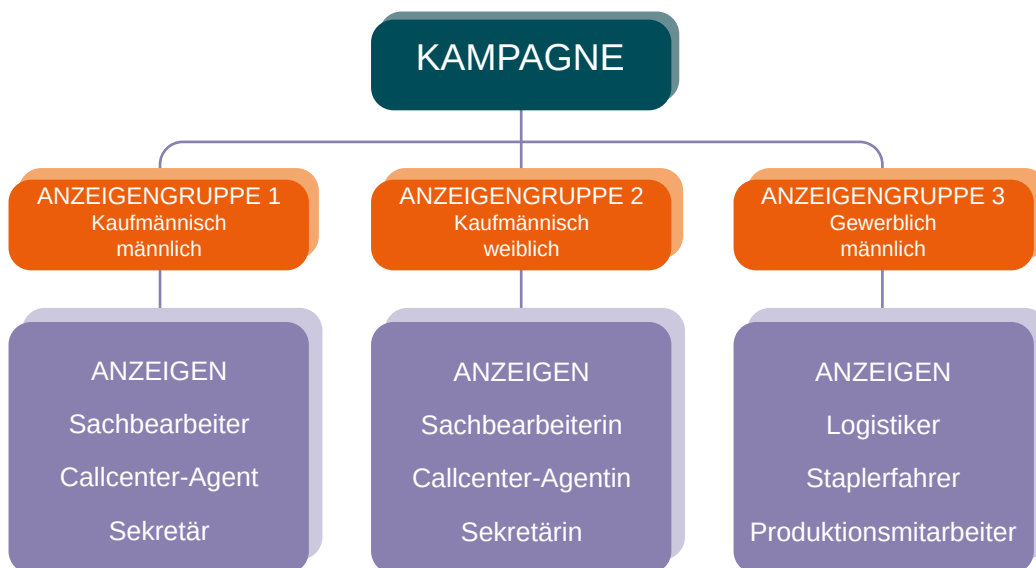 KAMPAGNE
ANZEIGENGRUPPE 1
Kaufmännisch
männlich
ANZEIGENGRUPPE 2
Kaufmännisch
weiblich
ANZEIGENGRUPPE 3
Gewerblich
männlich
ANZEIGEN
Sachbearbeiter
Callcenter-Agent
Sekretär
ANZEIGEN
Sachbearbeiterin
Callcenter-Agentin
Sekretärin
ANZEIGEN
Logistiker
Staplerfahrer
Produktionsmitarbeiter